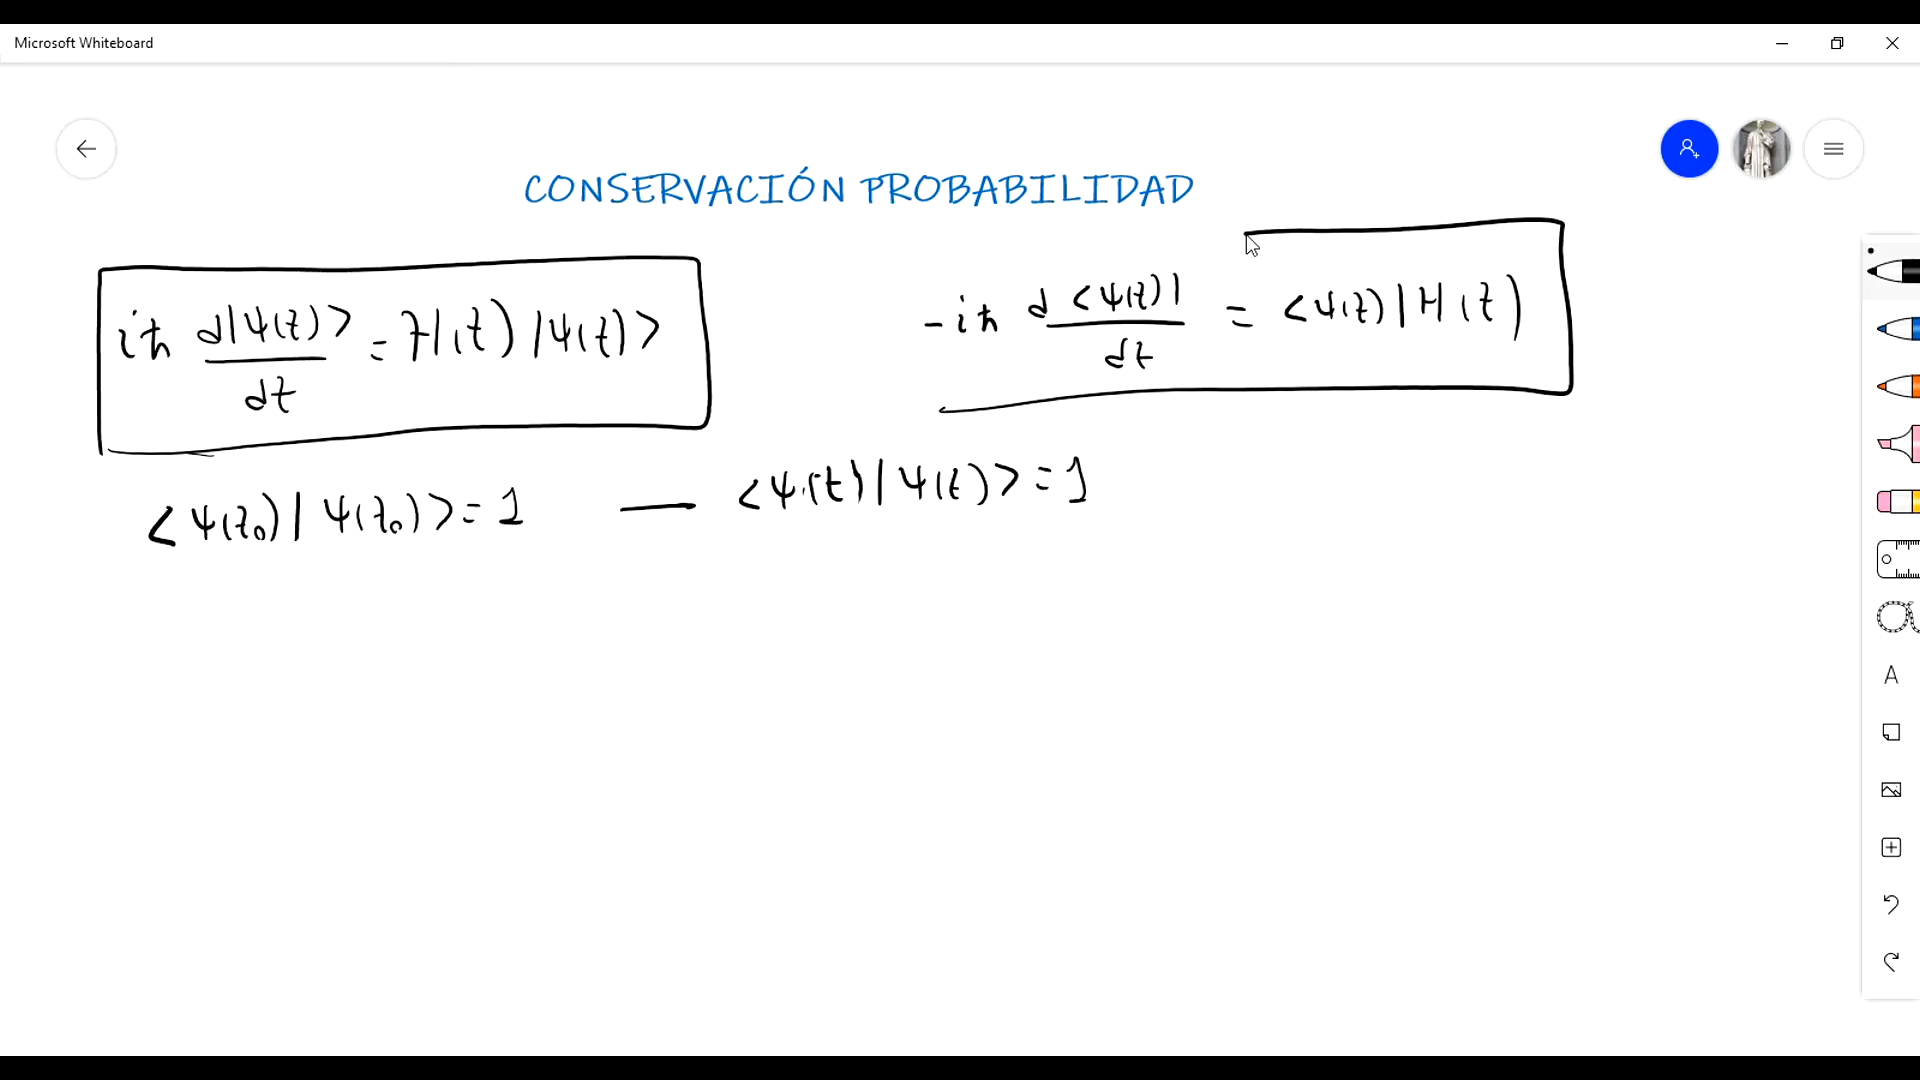 Microsoft Whiteboard
CONSERVACIÓN PROBABILIDAD
iħ d|Ψ(t)> / dt = H(t) |Ψ(t)>
-iħ d <Ψ(t)| / dt = <Ψ(t)| H(t)
<Ψ(t₀) | Ψ(t₀)> = 1 — <Ψ(t) | Ψ(t)> = 1
A